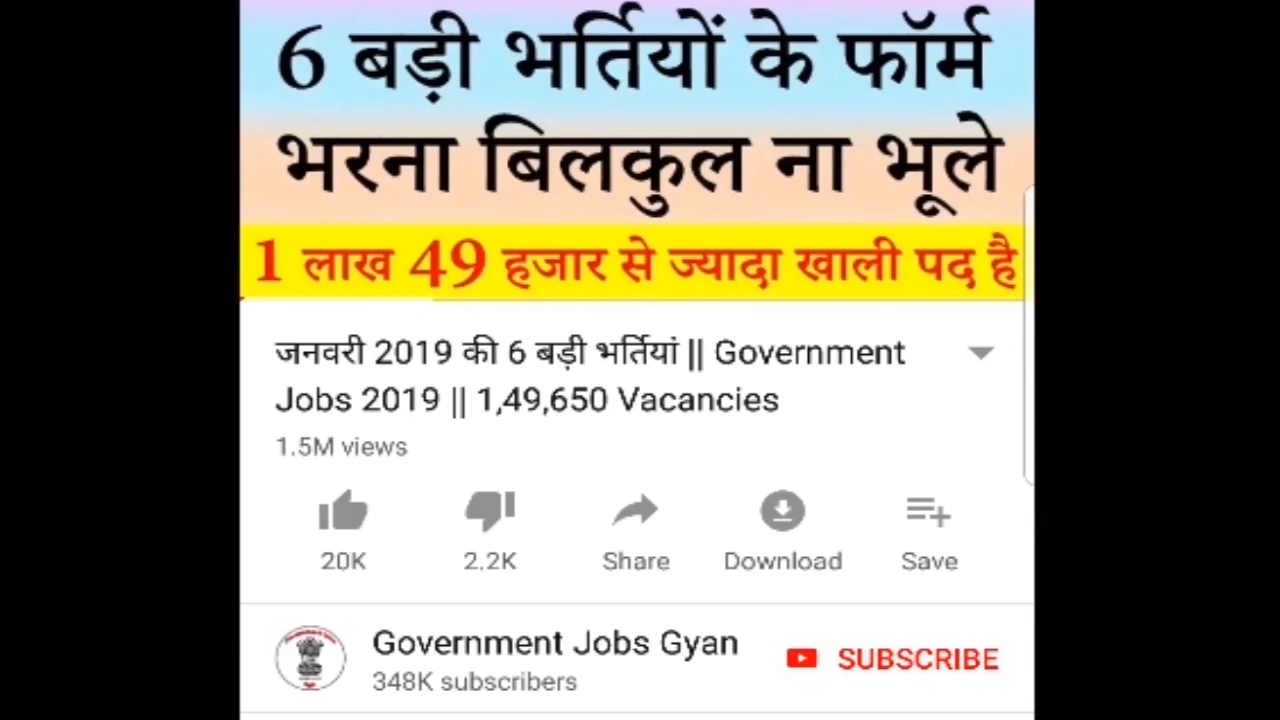 6 बड़ी भर्तियों के फॉर्म
भरना बिलकुल ना भूले
1 लाख 49 हजार से ज्यादा खाली पद है
जनवरी 2019 की 6 बड़ी भर्तियां || Government
Jobs 2019 || 1,49,650 Vacancies
1.5M views
20K 2.2K Share Download Save
Government Jobs Gyan
348K subscribers
SUBSCRIBE